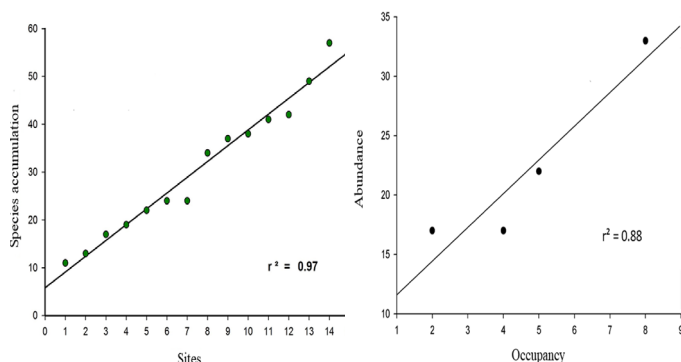 60
50
40
30
20
10
0
Species accumulation
r² = 0.97
0 1 2 3 4 5 6 7 8 9 10 11 12 13 14
Sites
35
30
25
20
15
10
Abundance
r² = 0.88
1 2 3 4 5 6 7 8 9
Occupancy